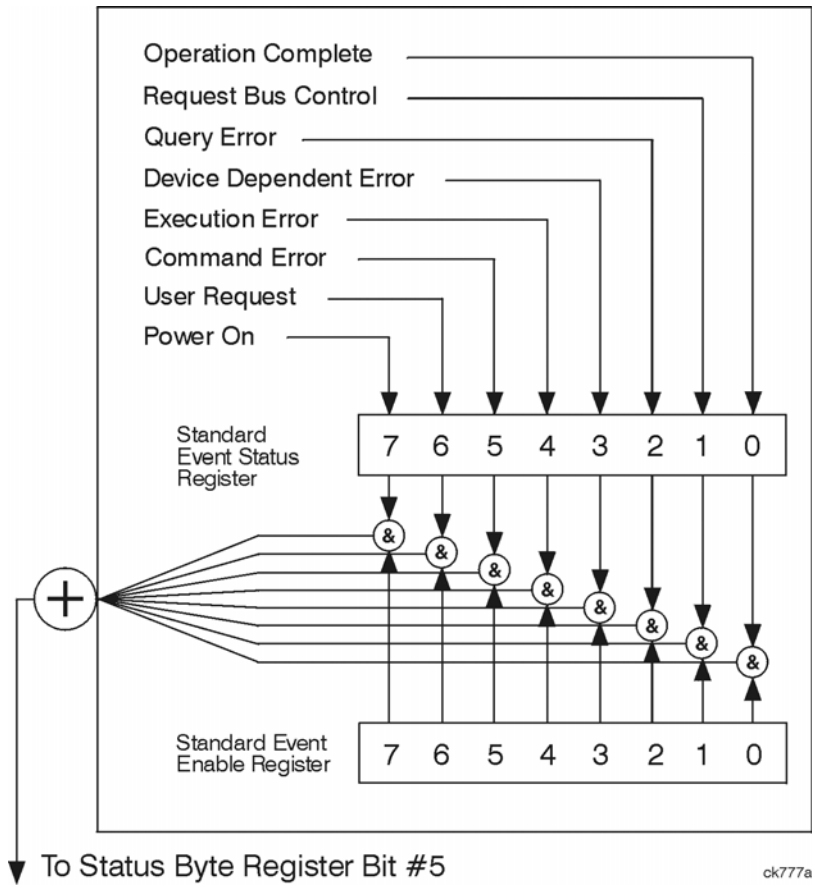 Operation Complete
Request Bus Control
Query Error
Device Dependent Error
Execution Error
Command Error
User Request
Power On
Standard
Event Status
Register
7 6 5 4 3 2 1 0
&
&
&
&
&
&
&
&
+
Standard Event
Enable Register
7 6 5 4 3 2 1 0
To Status Byte Register Bit #5
ck777a